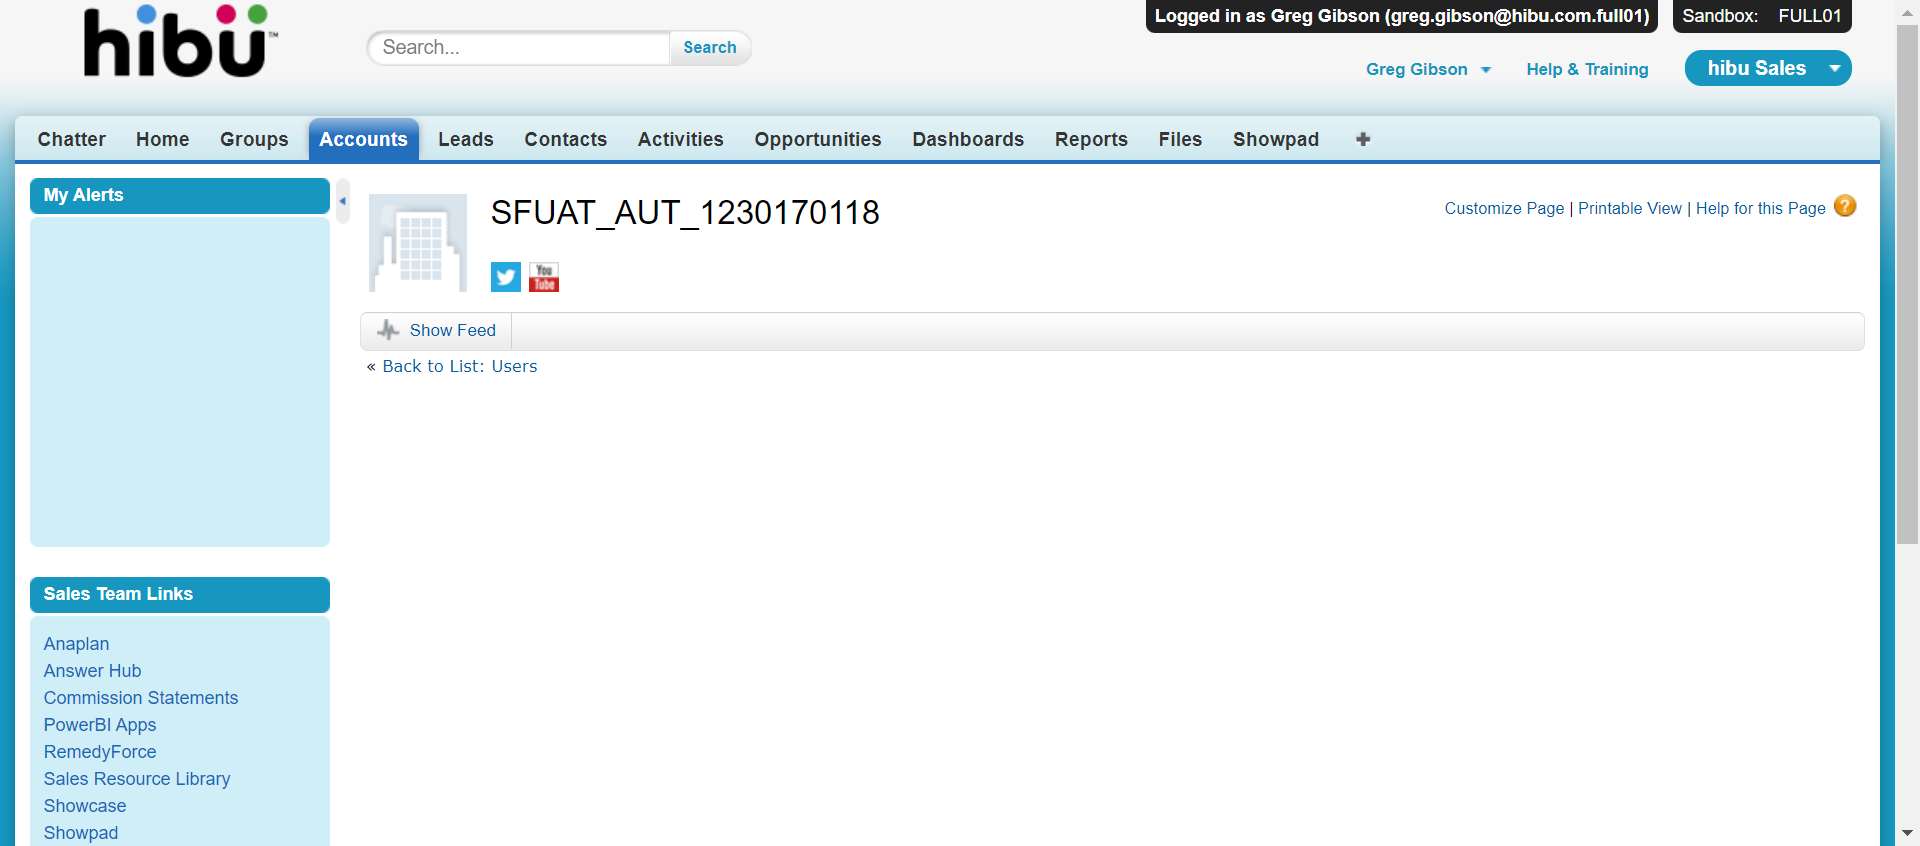 hibü™
Search...
Search
Logged in as Greg Gibson (greg.gibson@hibu.com.full01)
Sandbox: FULL01
Greg Gibson
Help & Training
hibu Sales
Chatter Home Groups Accounts Leads Contacts Activities Opportunities Dashboards Reports Files Showpad
My Alerts
SFUAT_AUT_1230170118
Customize Page | Printable View | Help for this Page ?
You
Tube
Show Feed
« Back to List: Users
Sales Team Links
Anaplan
Answer Hub
Commission Statements
PowerBI Apps
RemedyForce
Sales Resource Library
Showcase
Showpad